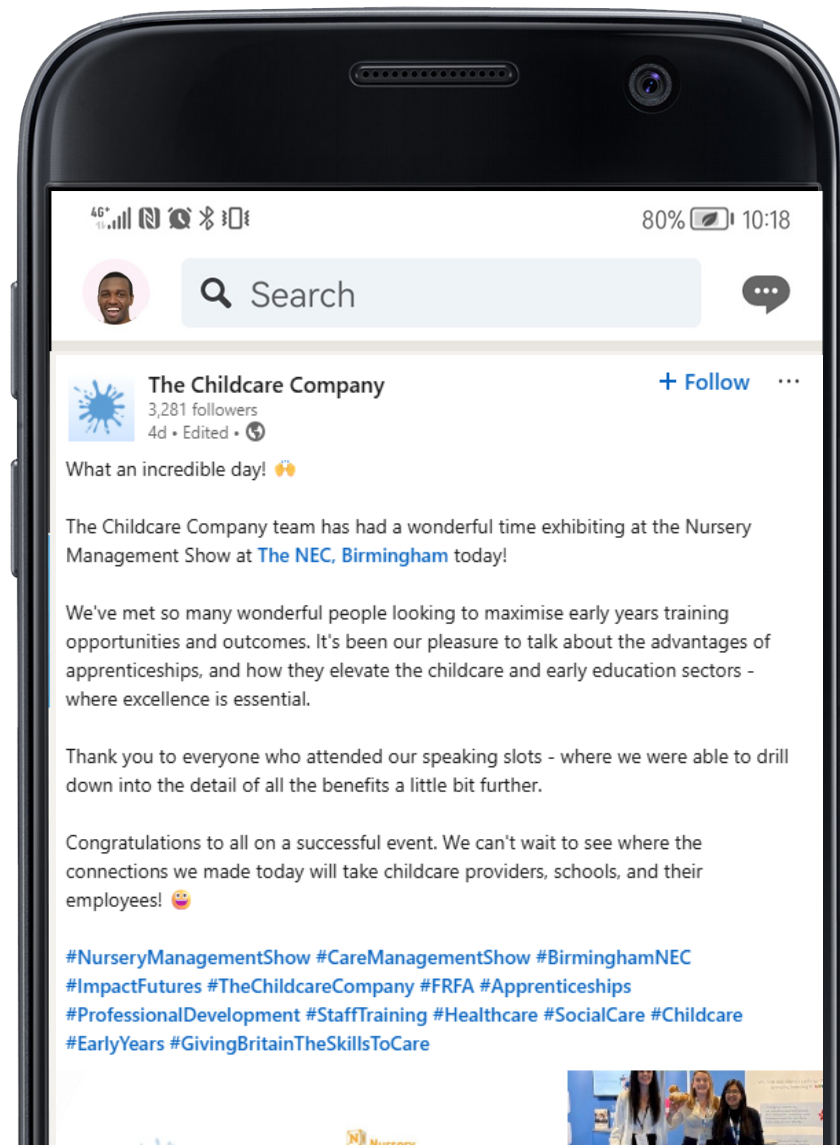 4G+
80%
10:18
Search
The Childcare Company
+ Follow
3,281 followers
4d • Edited •
What an incredible day! 🙌
The Childcare Company team has had a wonderful time exhibiting at the Nursery
Management Show at The NEC, Birmingham today!
We've met so many wonderful people looking to maximise early years training
opportunities and outcomes. It's been our pleasure to talk about the advantages of
apprenticeships, and how they elevate the childcare and early education sectors -
where excellence is essential.
Thank you to everyone who attended our speaking slots - where we were able to drill
down into the detail of all the benefits a little bit further.
Congratulations to all on a successful event. We can't wait to see where the
connections we made today will take childcare providers, schools, and their
employees! 😀
#NurseryManagementShow #CareManagementShow #BirminghamNEC
#ImpactFutures #TheChildcareCompany #FRFA #Apprenticeships
#ProfessionalDevelopment #StaffTraining #Healthcare #SocialCare #Childcare
#EarlyYears #GivingBritainTheSkillsToCare
N Nursery